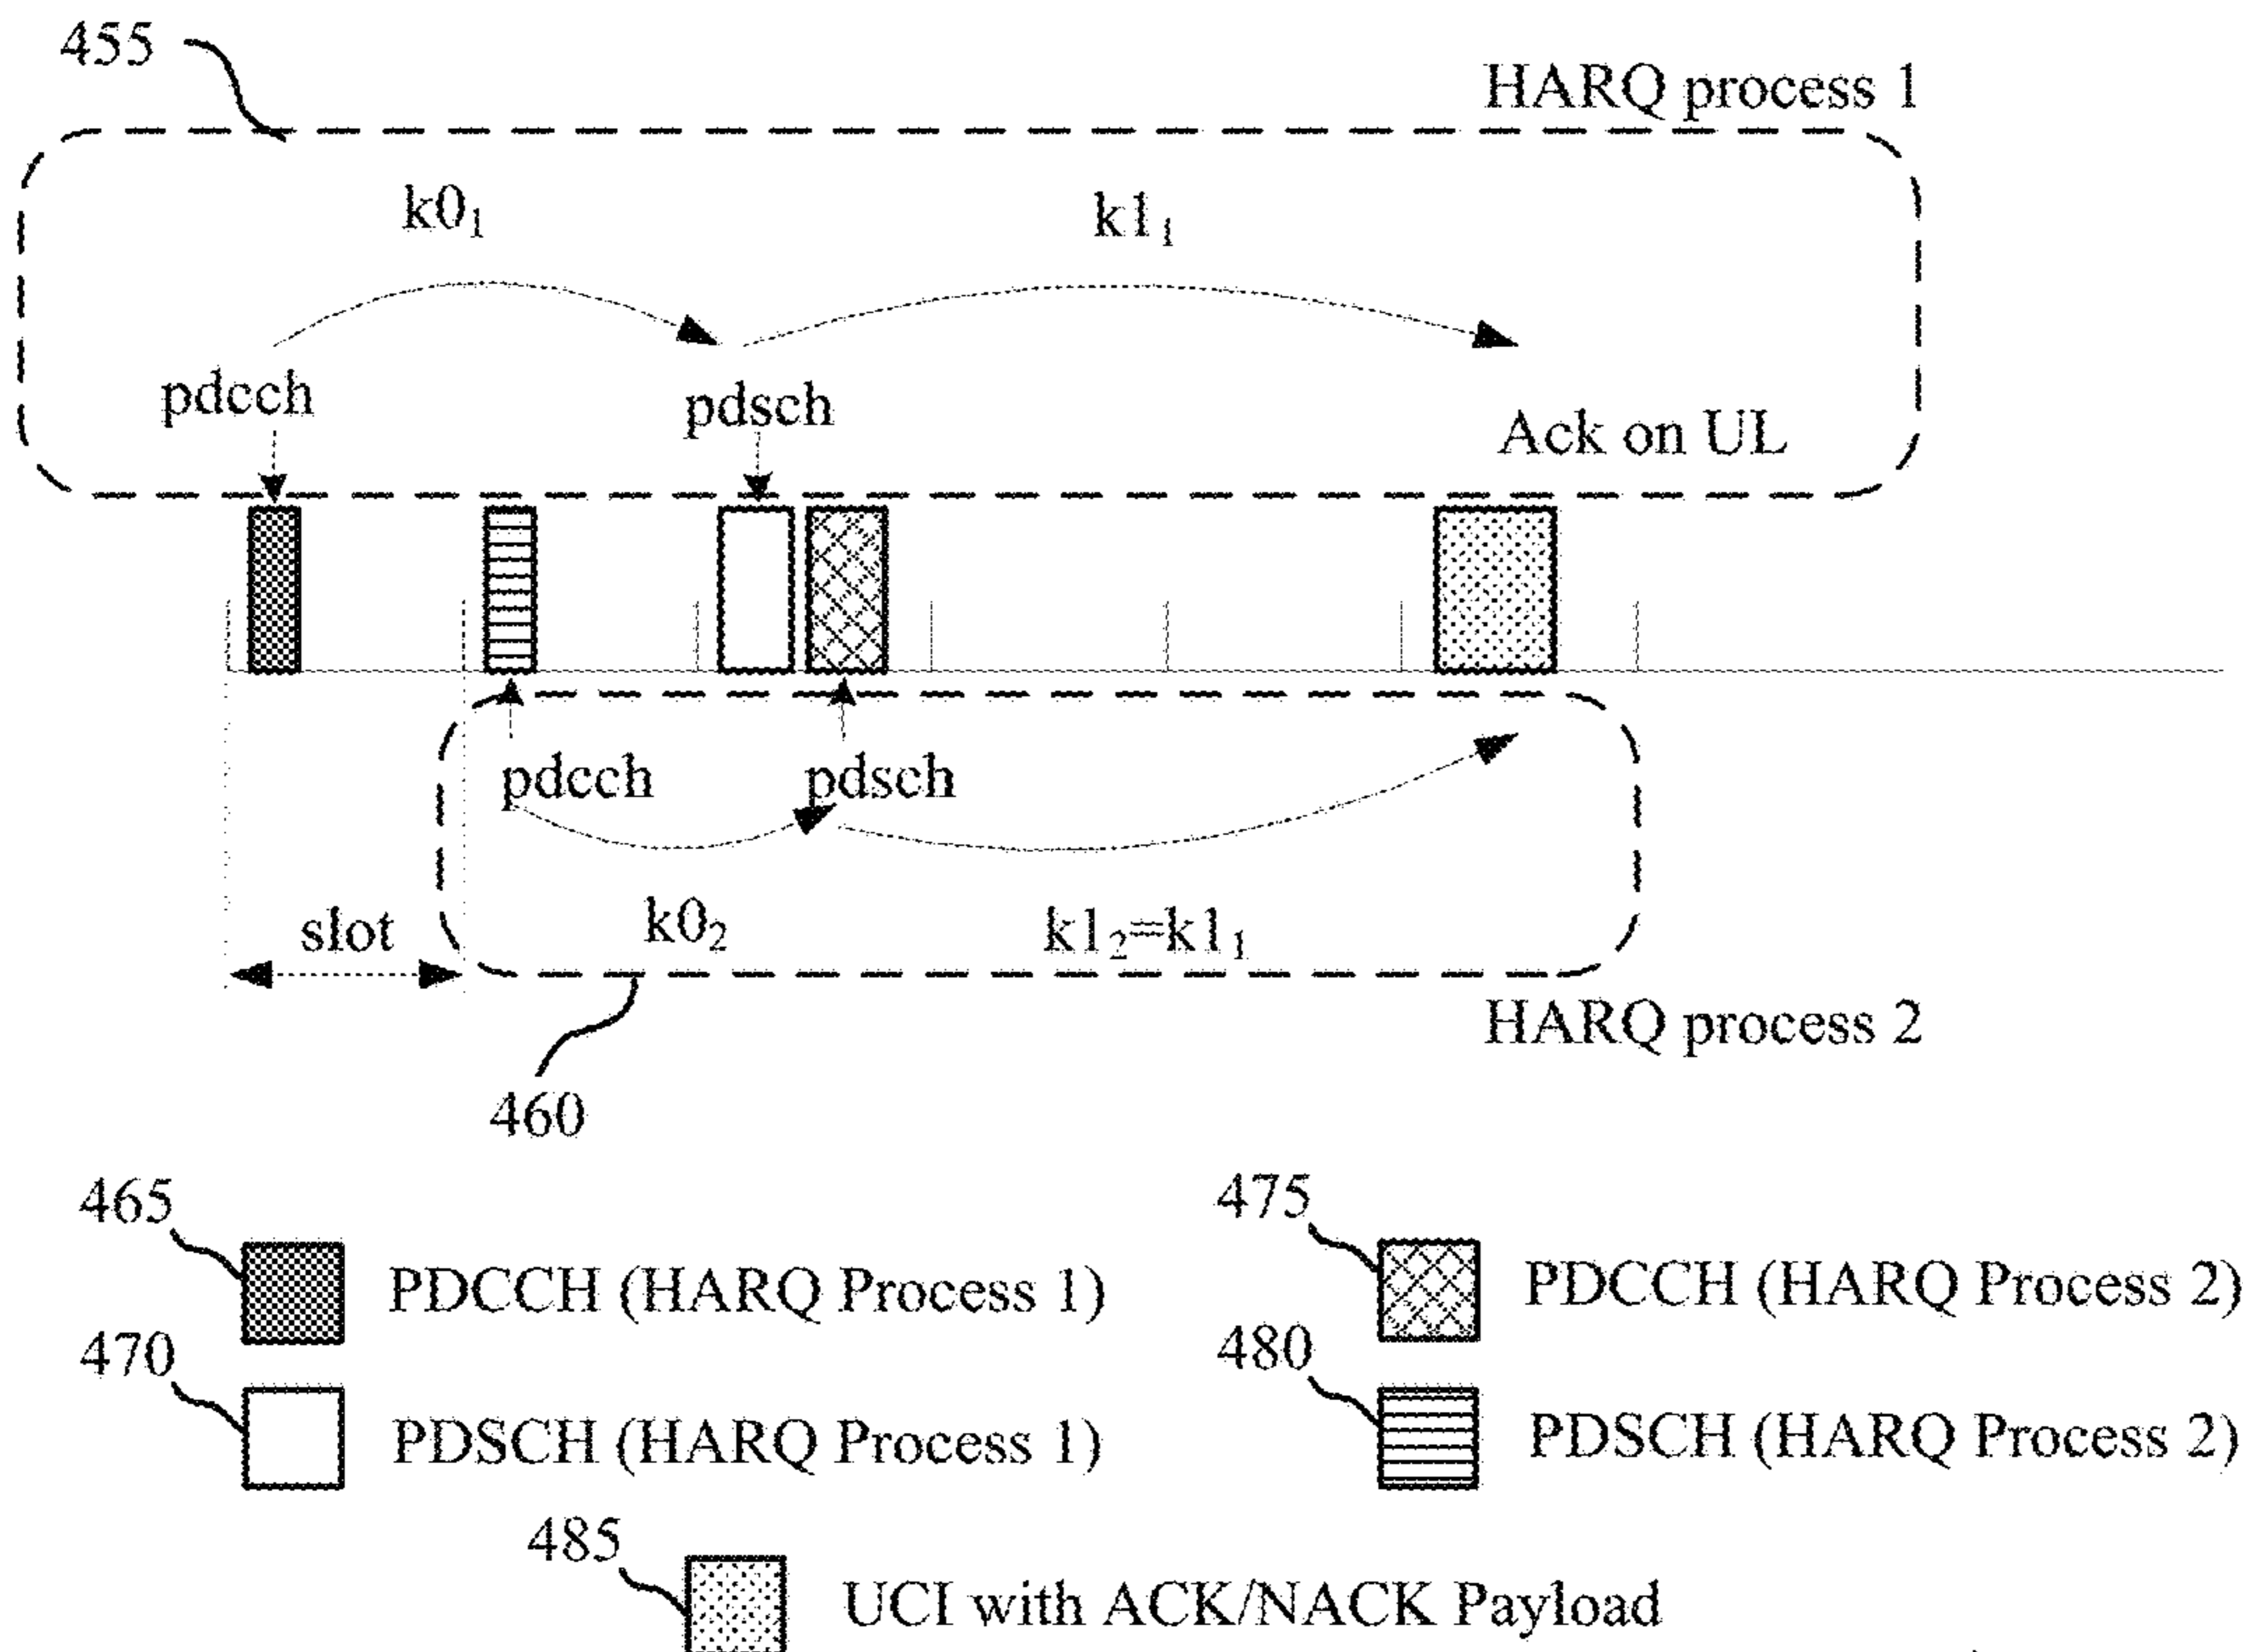 455
HARQ process 1
k0₁
k1₁
pdcch
pdsch
Ack on UL
pdcch
pdsch
slot
k0₂
k1₂=k1₁
HARQ process 2
460
465
PDCCH (HARQ Process 1)
475
PDCCH (HARQ Process 2)
470
PDSCH (HARQ Process 1)
480
PDSCH (HARQ Process 2)
485
UCI with ACK/NACK Payload